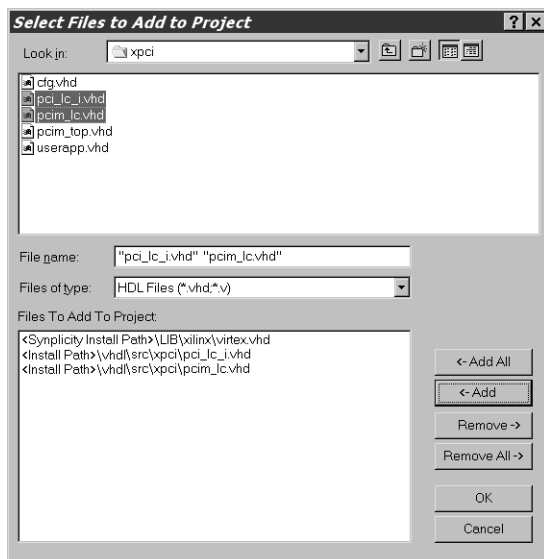 Select Files to Add to Project
Look in: xpci
cfg.vhd
pci_lc_i.vhd
pcim_lc.vhd
pcim_top.vhd
userapp.vhd
File name: "pci_lc_i.vhd" "pcim_lc.vhd"
Files of type: HDL Files (*.vhd;*.v)
Files To Add To Project:
<Synplicity Install Path>\LIB\xilinx\virtex.vhd
<Install Path>\vhdl\src\xpci\pci_lc_i.vhd
<Install Path>\vhdl\src\xpci\pcim_lc.vhd
<- Add All
<- Add
Remove ->
Remove All ->
OK
Cancel